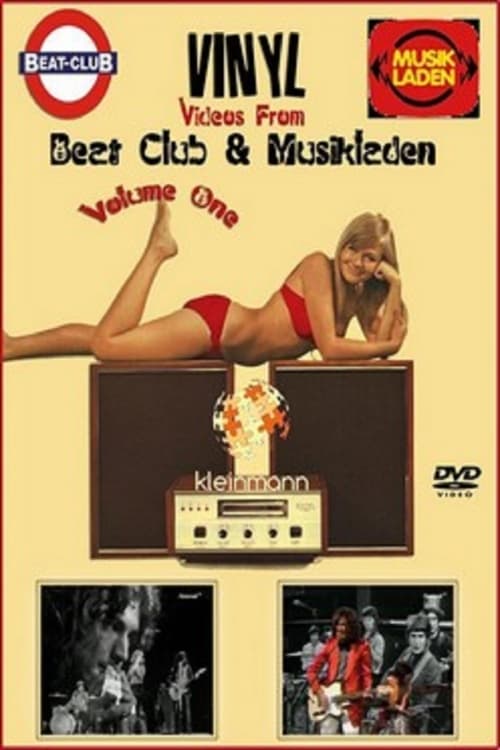 BEAT-CLUB
VINYL
MUSIK
LADEN
Videos From
Beat Club & Musikladen
Volume One
kleinmann
DVD
VIDEO